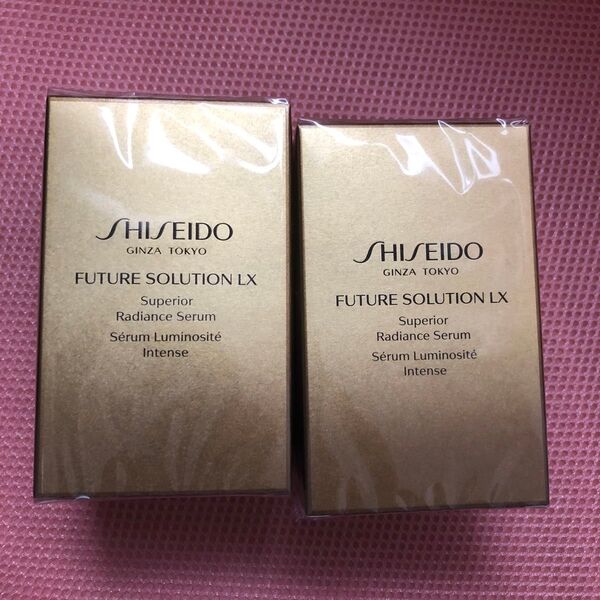 SHISEIDO
GINZA TOKYO
FUTURE SOLUTION LX
Superior
Radiance Serum
Sérum Luminosité
Intense
SHISEIDO
GINZA TOKYO
FUTURE SOLUTION LX
Superior
Radiance Serum
Sérum Luminosité
Intense